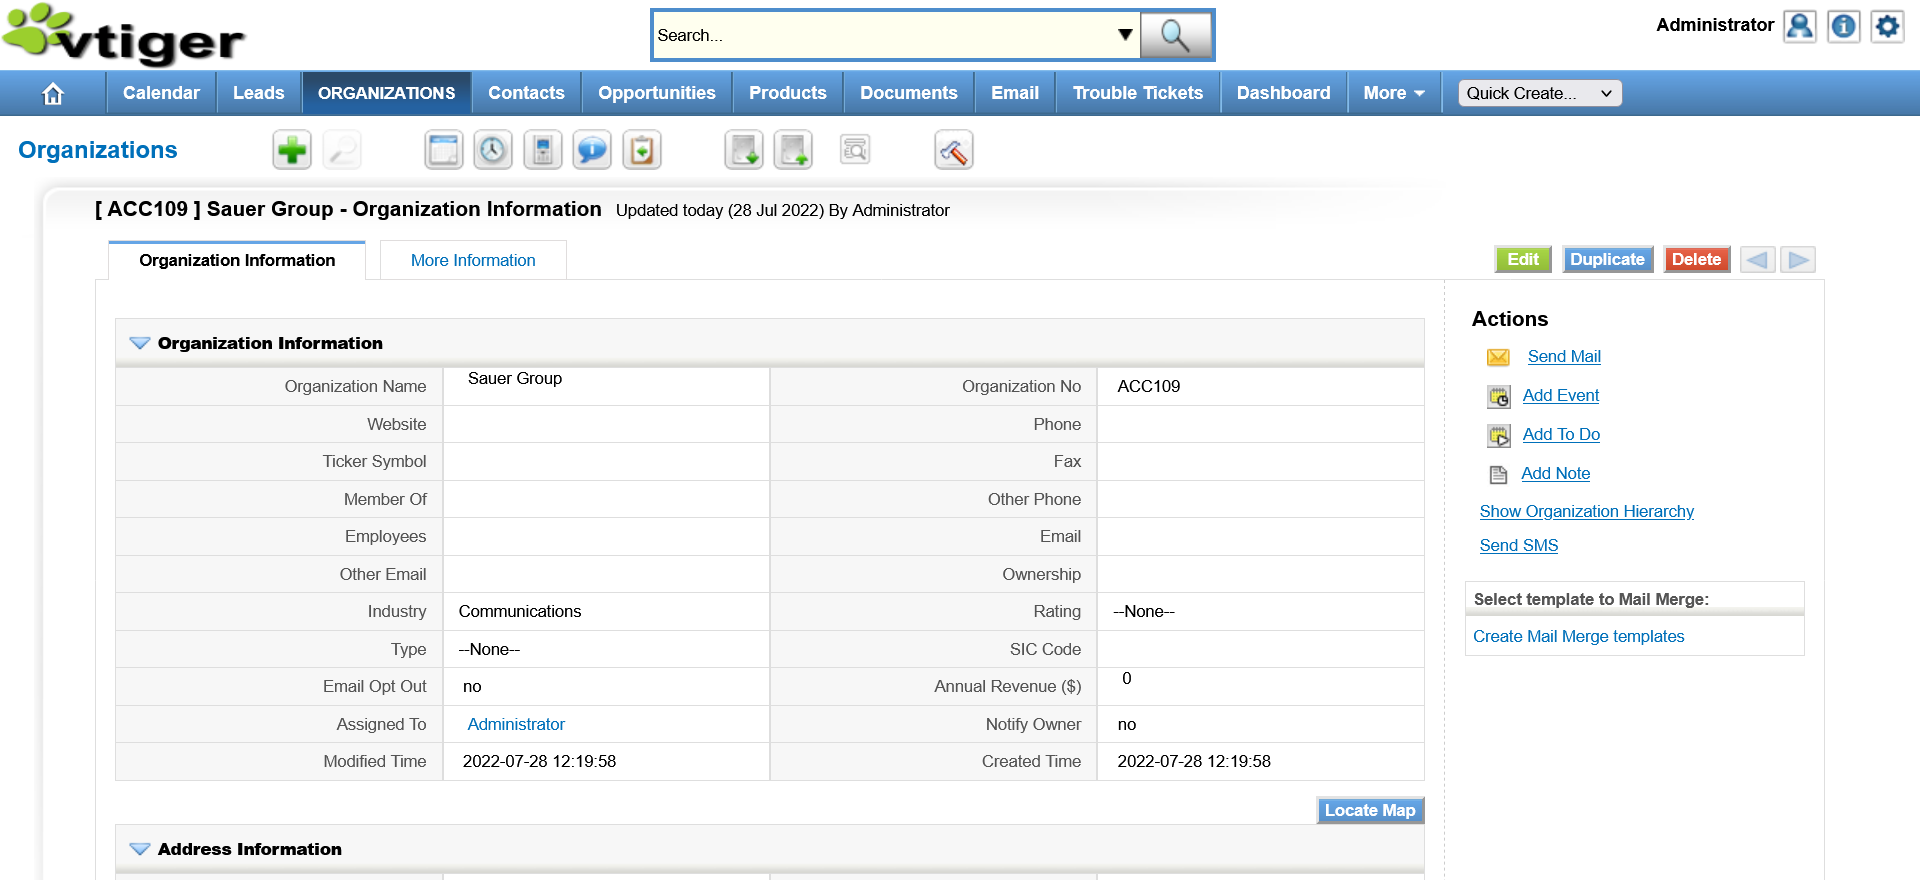 vtiger
Search...
Administrator
Calendar
Leads
ORGANIZATIONS
Contacts
Opportunities
Products
Documents
Email
Trouble Tickets
Dashboard
More
Quick Create...
Organizations
[ ACC109 ] Sauer Group - Organization Information Updated today (28 Jul 2022) By Administrator
Organization Information
More Information
Edit
Duplicate
Delete
Organization Information
Organization Name Sauer Group Organization No ACC109
Website Phone
Ticker Symbol Fax
Member Of Other Phone
Employees Email
Other Email Ownership
Industry Communications Rating --None--
Type --None-- SIC Code
Email Opt Out no Annual Revenue ($) 0
Assigned To Administrator Notify Owner no
Modified Time 2022-07-28 12:19:58 Created Time 2022-07-28 12:19:58
Locate Map
Address Information
Actions
Send Mail
Add Event
Add To Do
Add Note
Show Organization Hierarchy
Send SMS
Select template to Mail Merge:
Create Mail Merge templates